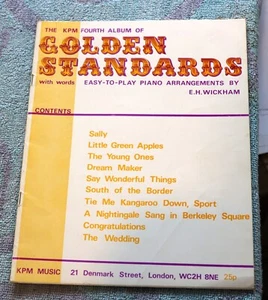 THE KPM FOURTH ALBUM OF
GOLDEN
STANDARDS
with words EASY-TO-PLAY PIANO ARRANGEMENTS BY
E.H.WICKHAM
CONTENTS
Sally
Little Green Apples
The Young Ones
Dream Maker
Say Wonderful Things
South of the Border
Tie Me Kangaroo Down, Sport
A Nightingale Sang in Berkeley Square
Congratulations
The Wedding
KPM MUSIC 21 Denmark Street, London, WC2H 8NE 25p